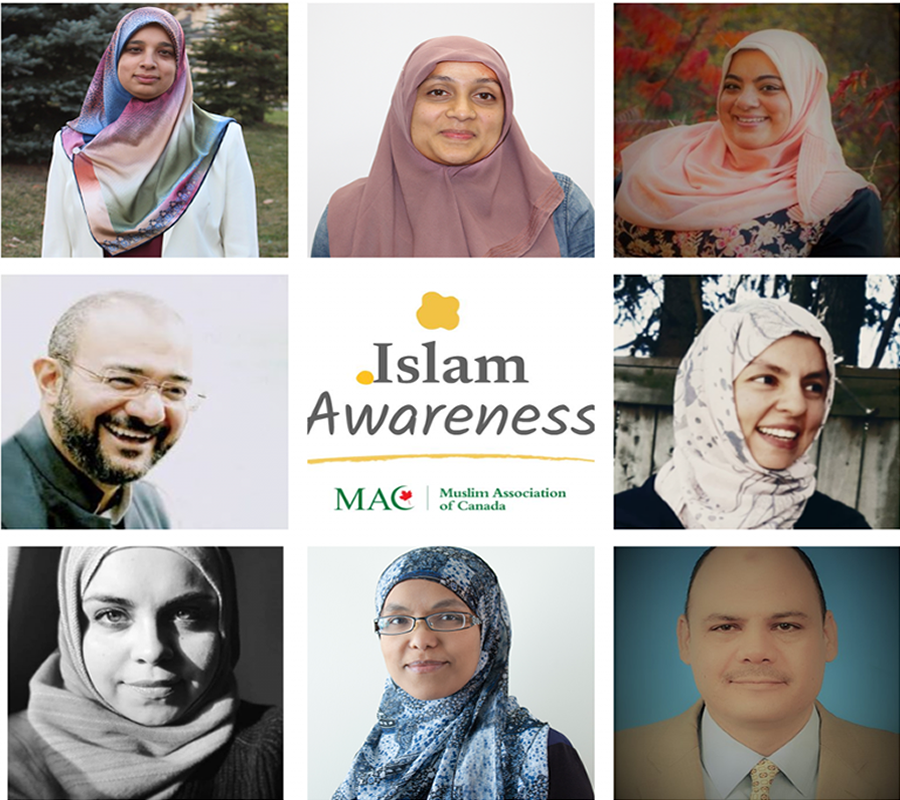 Islam
Awareness
MAC
Muslim Association
of Canada